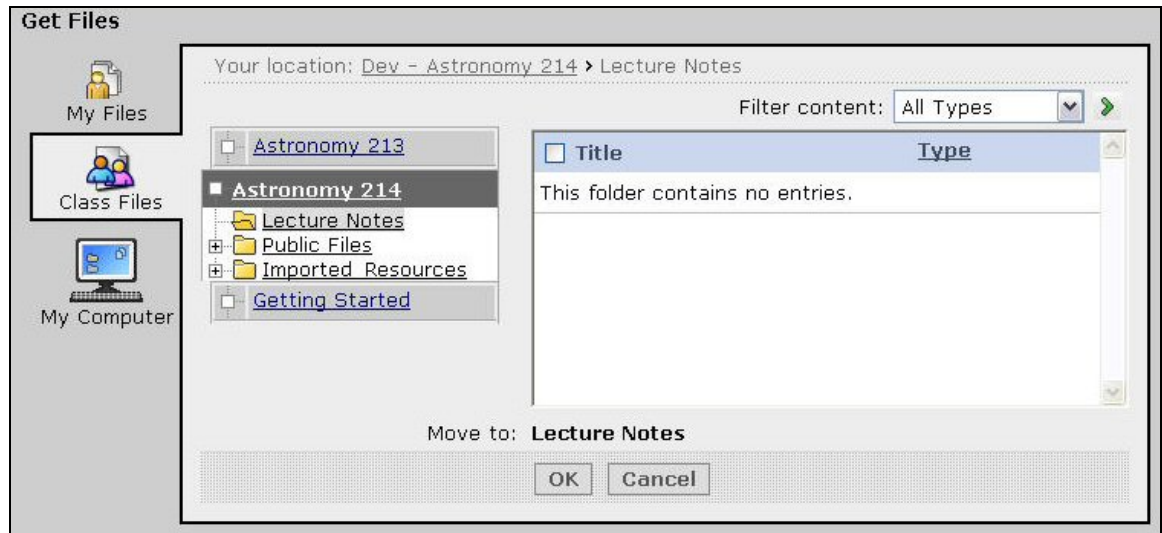 Get Files
My Files
Class Files
My Computer
Your location: Dev - Astronomy 214 › Lecture Notes
Filter content: All Types
Astronomy 213
Astronomy 214
Lecture Notes
Public Files
Imported Resources
Getting Started
Title Type
This folder contains no entries.
Move to: Lecture Notes
OK Cancel